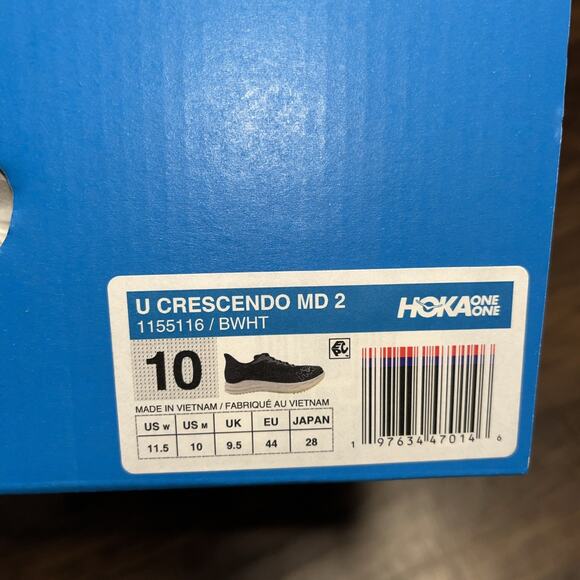 U CRESCENDO MD 2
1155116 / BWHT
HOKA ONE ONE
10
MADE IN VIETNAM / FABRIQUÉ AU VIETNAM
US W US M UK EU JAPAN
11.5 10 9.5 44 28
1 97634 47014 6